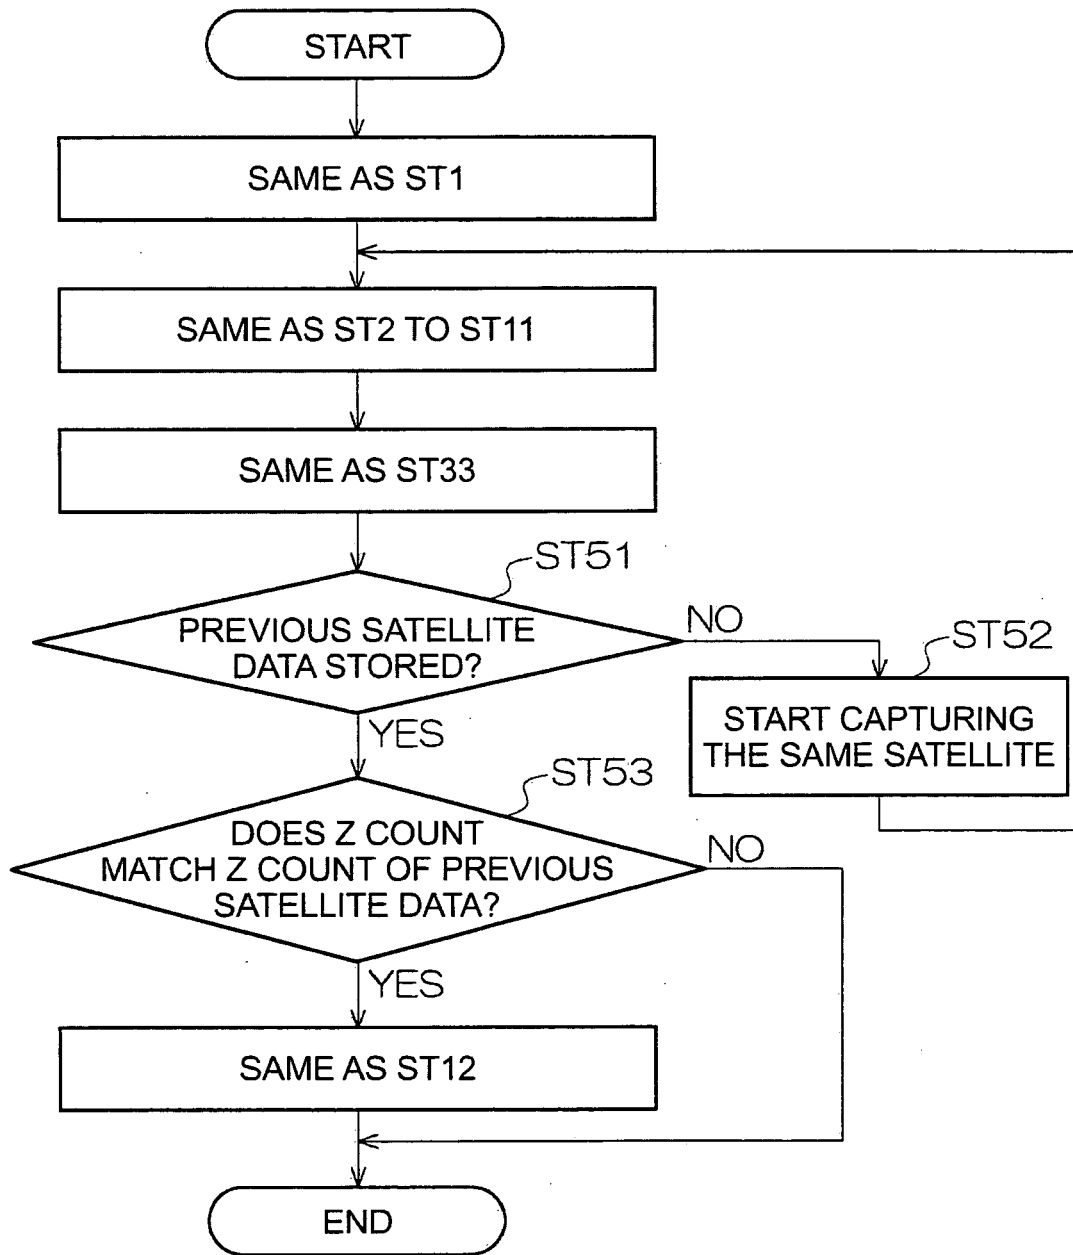 START
SAME AS ST1
SAME AS ST2 TO ST11
SAME AS ST33
ST51
PREVIOUS SATELLITE
DATA STORED?
NO
ST52
START CAPTURING
THE SAME SATELLITE
YES
ST53
DOES Z COUNT
MATCH Z COUNT OF PREVIOUS
SATELLITE DATA?
NO
YES
SAME AS ST12
END